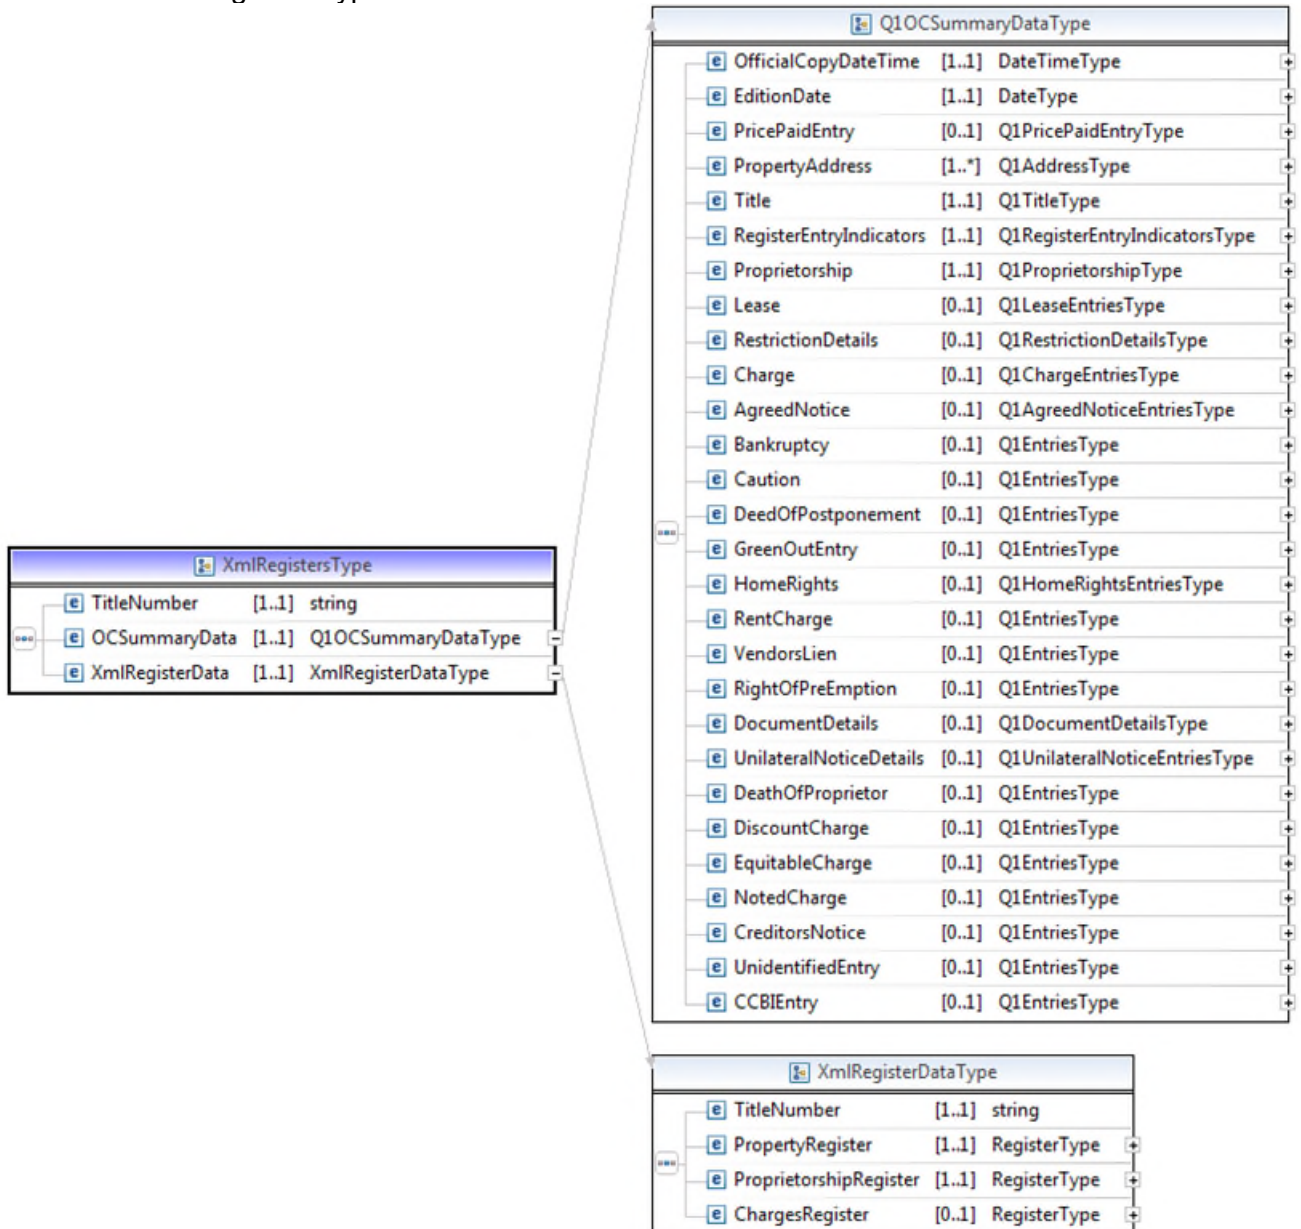 Q1OCSummaryDataType
OfficialCopyDateTime [1..1] DateTimeType
EditionDate [1..1] DateType
PricePaidEntry [0..1] Q1PricePaidEntryType
PropertyAddress [1..*] Q1AddressType
Title [1..1] Q1TitleType
RegisterEntryIndicators [1..1] Q1RegisterEntryIndicatorsType
Proprietorship [1..1] Q1ProprietorshipType
Lease [0..1] Q1LeaseEntriesType
RestrictionDetails [0..1] Q1RestrictionDetailsType
Charge [0..1] Q1ChargeEntriesType
AgreedNotice [0..1] Q1AgreedNoticeEntriesType
Bankruptcy [0..1] Q1EntriesType
Caution [0..1] Q1EntriesType
DeedOfPostponement [0..1] Q1EntriesType
GreenOutEntry [0..1] Q1EntriesType
HomeRights [0..1] Q1HomeRightsEntriesType
RentCharge [0..1] Q1EntriesType
VendorsLien [0..1] Q1EntriesType
RightOfPreEmption [0..1] Q1EntriesType
DocumentDetails [0..1] Q1DocumentDetailsType
UnilateralNoticeDetails [0..1] Q1UnilateralNoticeEntriesType
DeathOfProprietor [0..1] Q1EntriesType
DiscountCharge [0..1] Q1EntriesType
EquitableCharge [0..1] Q1EntriesType
NotedCharge [0..1] Q1EntriesType
CreditorsNotice [0..1] Q1EntriesType
UnidentifiedEntry [0..1] Q1EntriesType
CCBIEntry [0..1] Q1EntriesType
XmlRegistersType
TitleNumber [1..1] string
OCSummaryData [1..1] Q1OCSummaryDataType
XmlRegisterData [1..1] XmlRegisterDataType
XmlRegisterDataType
TitleNumber [1..1] string
PropertyRegister [1..1] RegisterType
ProprietorshipRegister [1..1] RegisterType
ChargesRegister [0..1] RegisterType